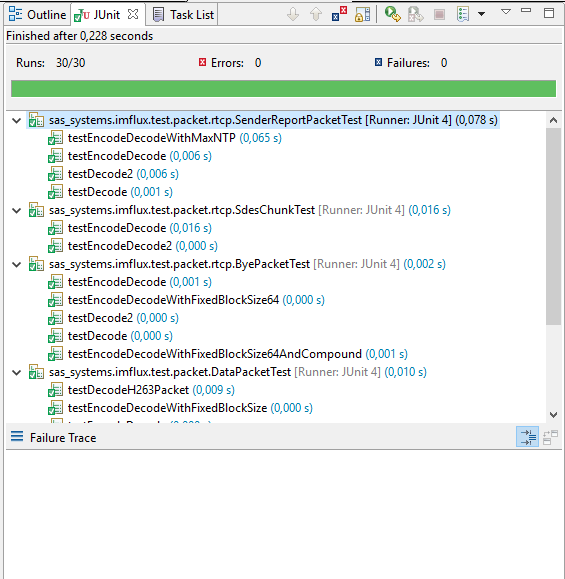 Outline JUnit Task List
Finished after 0,228 seconds
Runs: 30/30 Errors: 0 Failures: 0
sas_systems.imflux.test.packet.rtcp.SenderReportPacketTest [Runner: JUnit 4] (0,078 s)
testEncodeDecodeWithMaxNTP (0,065 s)
testEncodeDecode (0,006 s)
testDecode2 (0,006 s)
testDecode (0,001 s)
sas_systems.imflux.test.packet.rtcp.SdesChunkTest [Runner: JUnit 4] (0,016 s)
testEncodeDecode (0,016 s)
testEncodeDecode2 (0,000 s)
sas_systems.imflux.test.packet.rtcp.ByePacketTest [Runner: JUnit 4] (0,002 s)
testEncodeDecode (0,001 s)
testEncodeDecodeWithFixedBlockSize64 (0,000 s)
testDecode2 (0,000 s)
testDecode (0,000 s)
testEncodeDecodeWithFixedBlockSize64AndCompound (0,001 s)
sas_systems.imflux.test.packet.DataPacketTest [Runner: JUnit 4] (0,010 s)
testDecodeH263Packet (0,009 s)
testEncodeDecodeWithFixedBlockSize (0,000 s)
Failure Trace